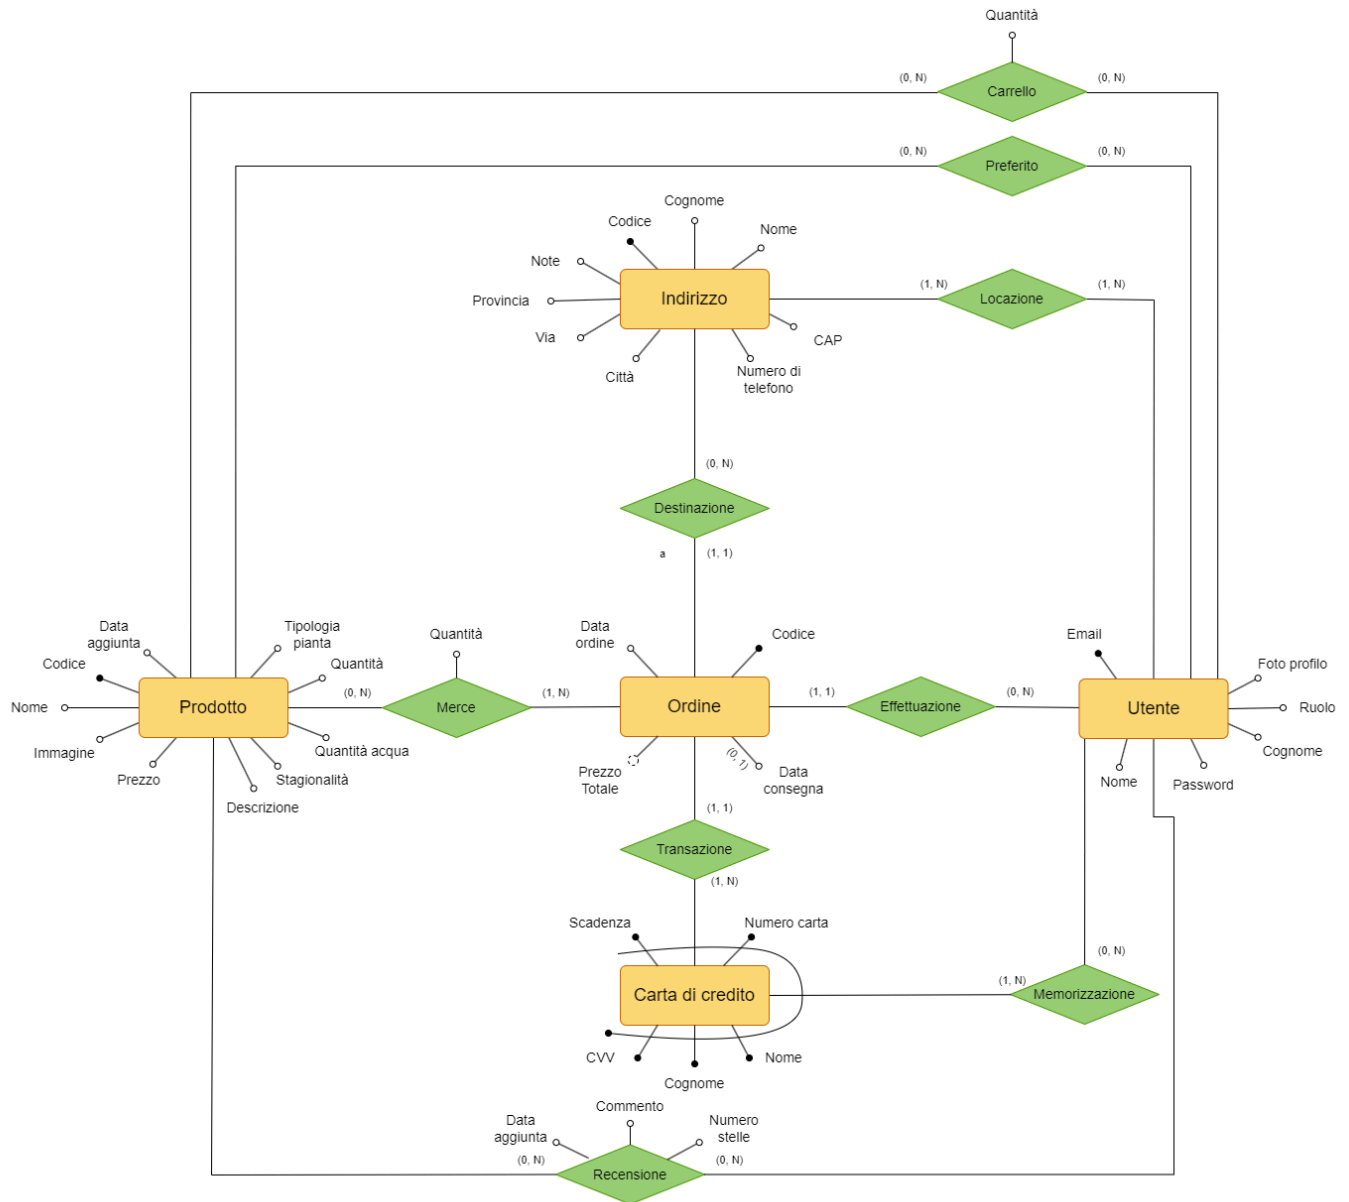 Quantità
(0, N)
Carrello
(0, N)
(0, N)
Preferito
(0, N)
Cognome
Codice
Nome
Note
Indirizzo
(1, N)
Locazione
(1, N)
Provincia
Via
CAP
Città
Numero di
telefono
(0, N)
Destinazione
a
(1, 1)
Data
aggiunta
Tipologia
pianta
Quantità
Data
ordine
Codice
Email
Codice
Quantità
Foto profilo
(0, N)
(1, N)
(1, 1)
(0, N)
Nome
Prodotto
Merce
Ordine
Effettuazione
Utente
Ruolo
Immagine
Quantità acqua
Cognome
Prezzo
Stagionalità
Prezzo
Totale
(0, 1)
Data
consegna
Nome
Password
Descrizione
(1, 1)
Transazione
(1, N)
Scadenza
Numero carta
(0, N)
Carta di credito
(1, N)
Memorizzazione
CVV
Nome
Cognome
Commento
Data
aggiunta
Numero
stelle
(0, N)
Recensione
(0, N)